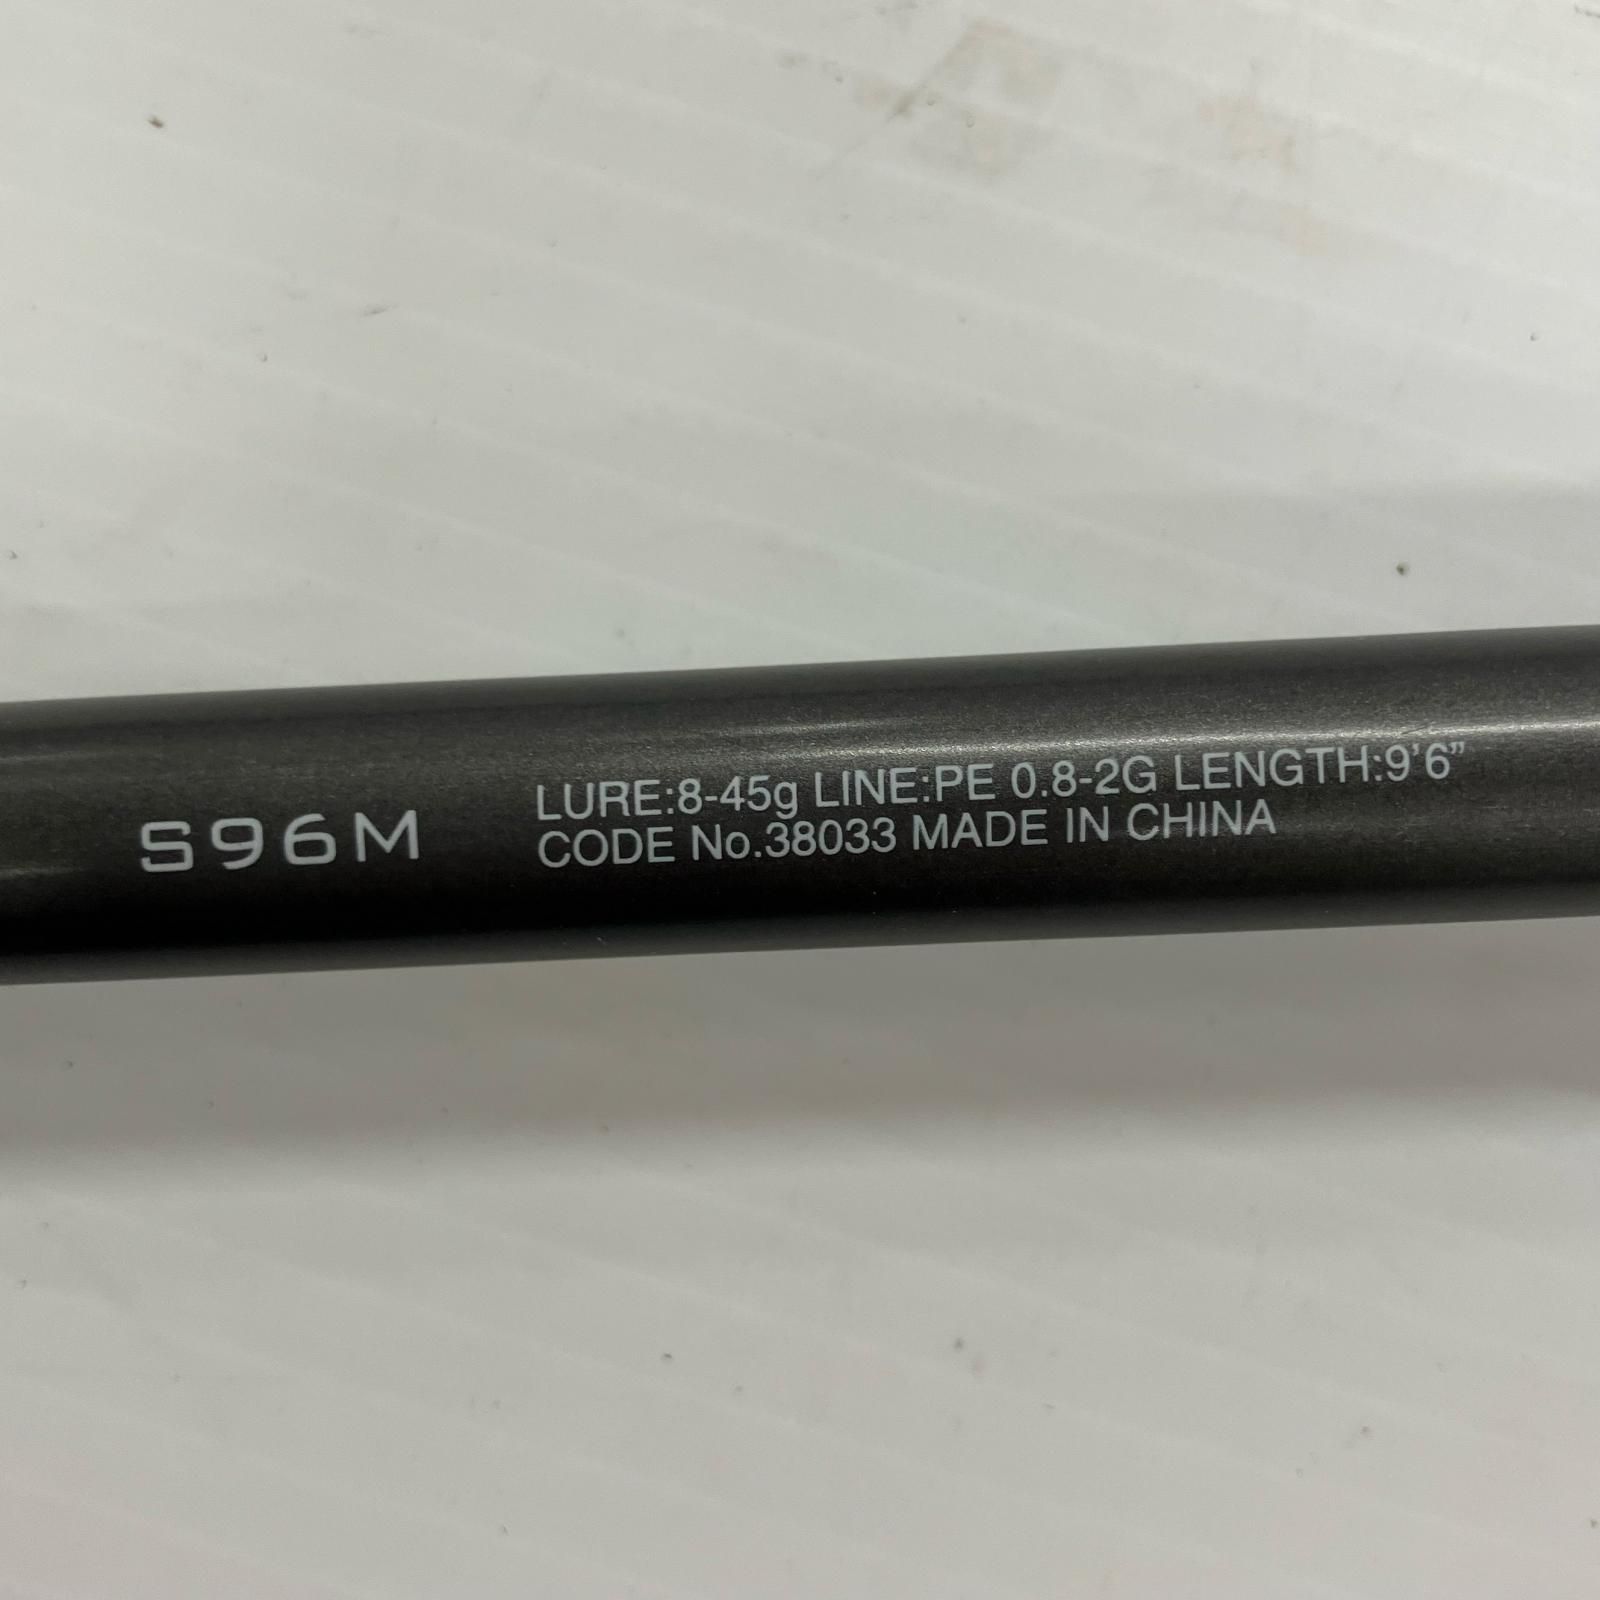 S96M
LURE:8-45g LINE:PE 0.8-2G LENGTH:9'6"
CODE No.38033 MADE IN CHINA